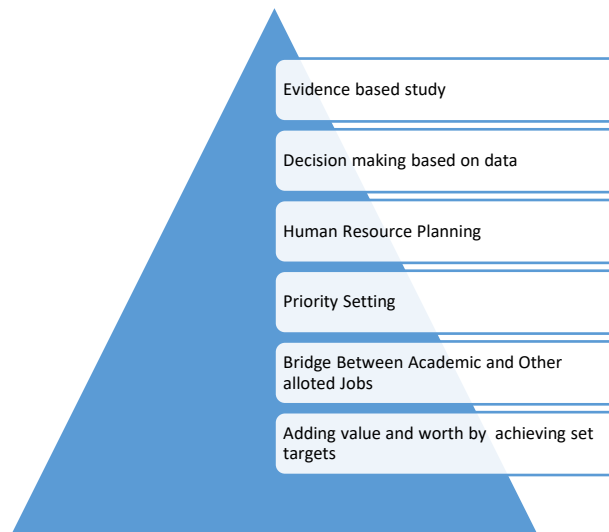 Evidence based study
Decision making based on data
Human Resource Planning
Priority Setting
Bridge Between Academic and Other
alloted Jobs
Adding value and worth by achieving set
targets